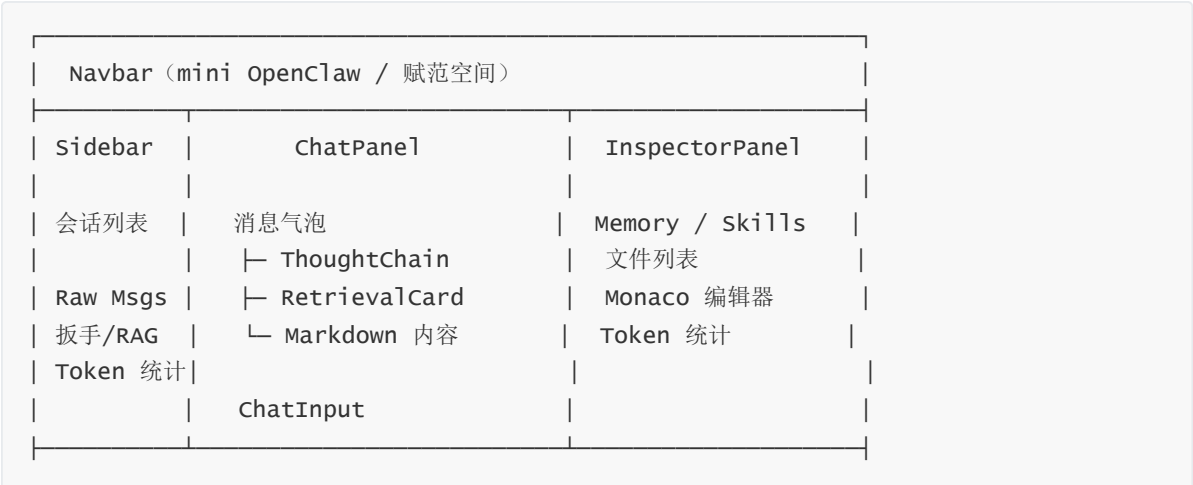 Navbar（mini OpenClaw / 赋范空间）
Sidebar ChatPanel InspectorPanel
会话列表 消息气泡 Memory / Skills
├─ ThoughtChain 文件列表
Raw Msgs ├─ RetrievalCard Monaco 编辑器
扳手/RAG └─ Markdown 内容 Token 统计
Token 统计
ChatInput